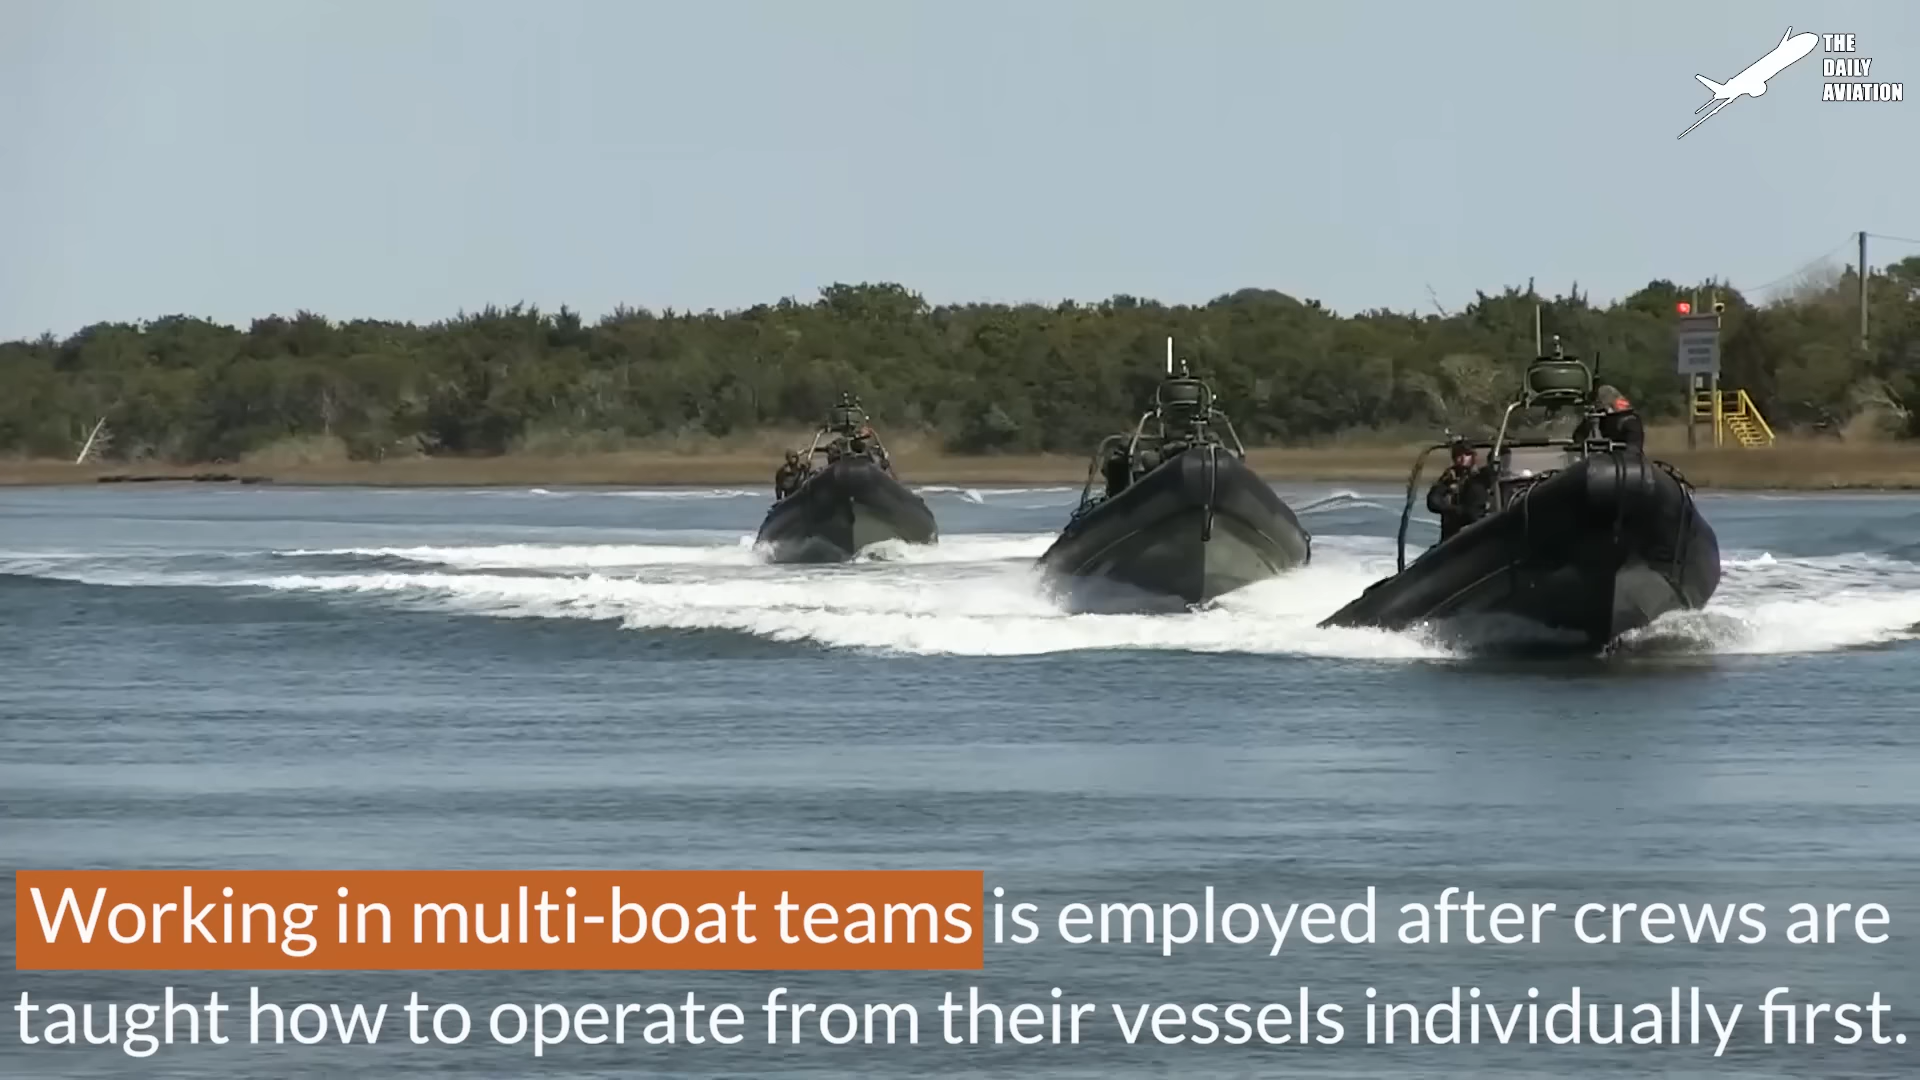 THE
DAILY
AVIATION
Working in multi-boat teams is employed after crews are
taught how to operate from their vessels individually first.